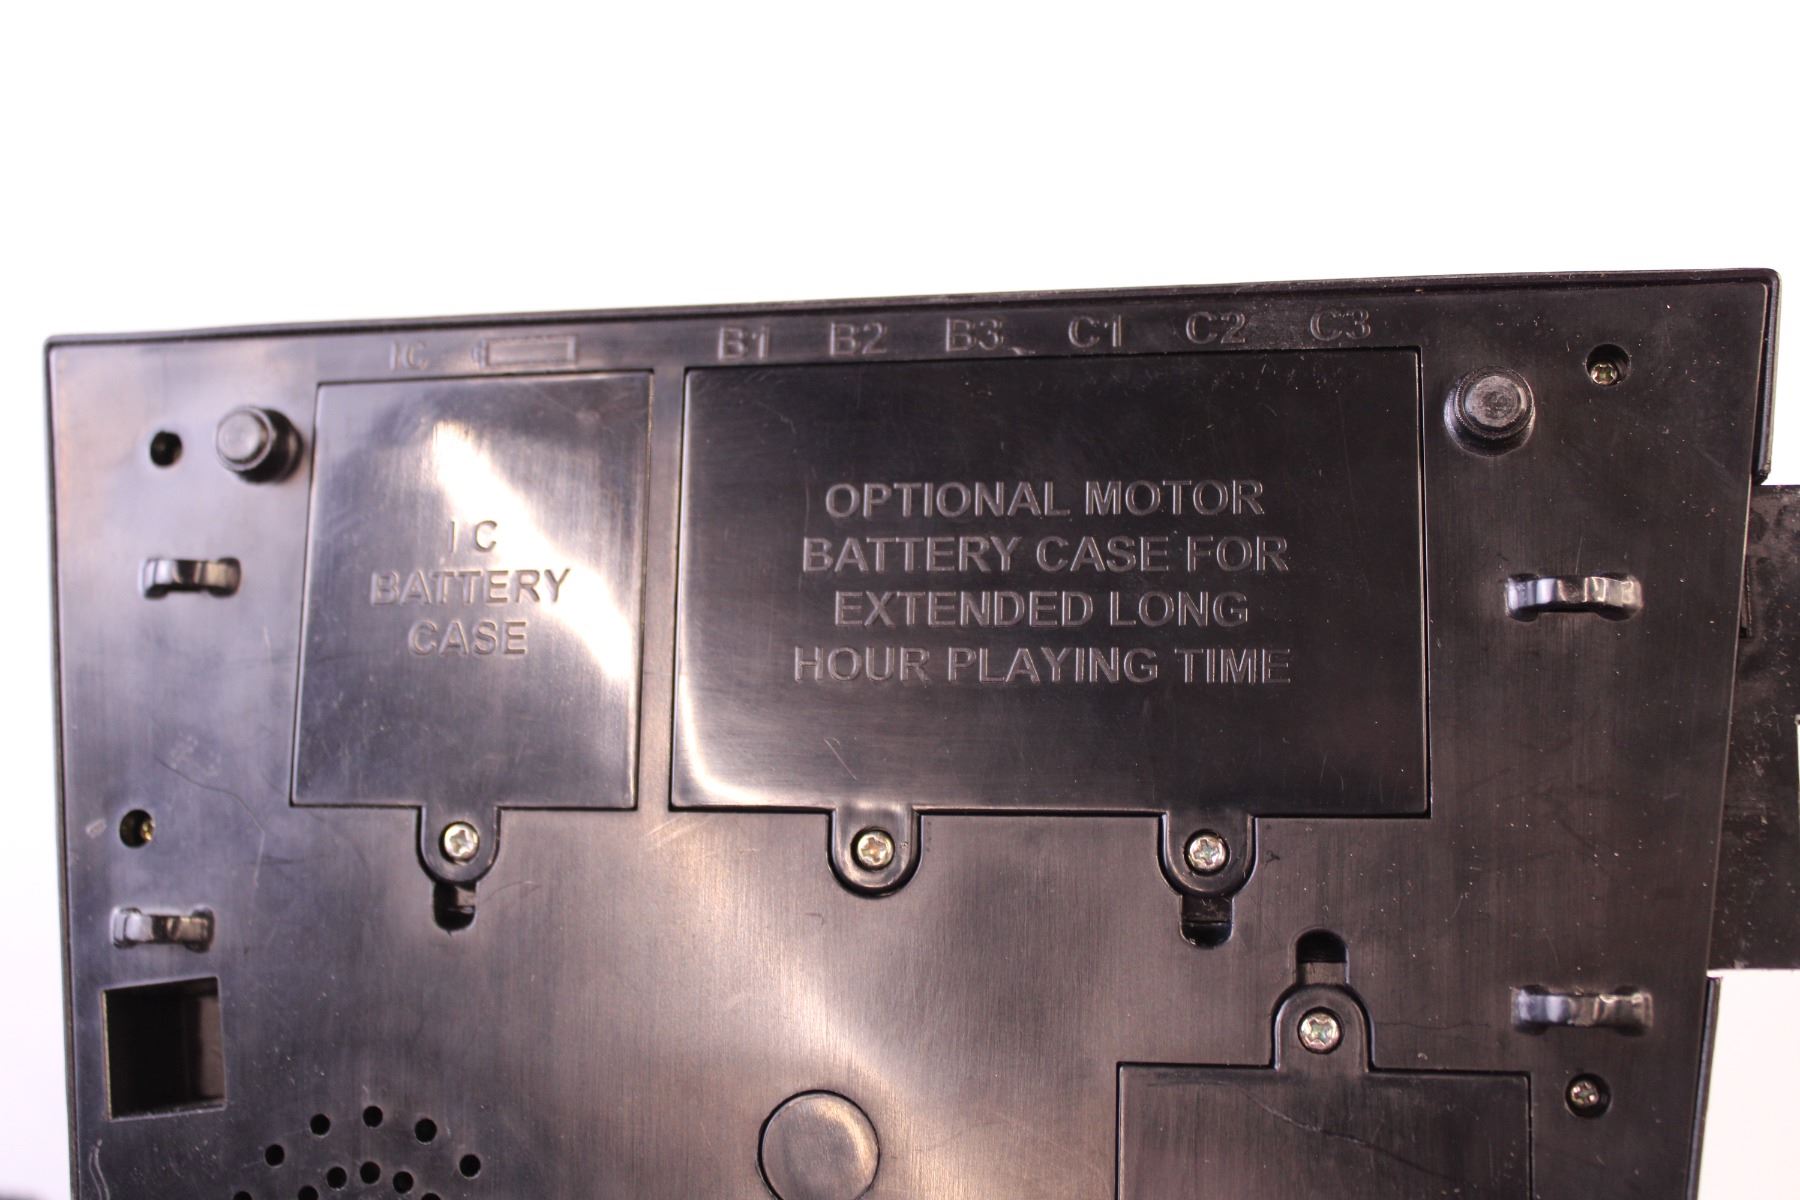 IC
B1 B2 B3 C1 C2 C3
IC
BATTERY
CASE
OPTIONAL MOTOR
BATTERY CASE FOR
EXTENDED LONG
HOUR PLAYING TIME